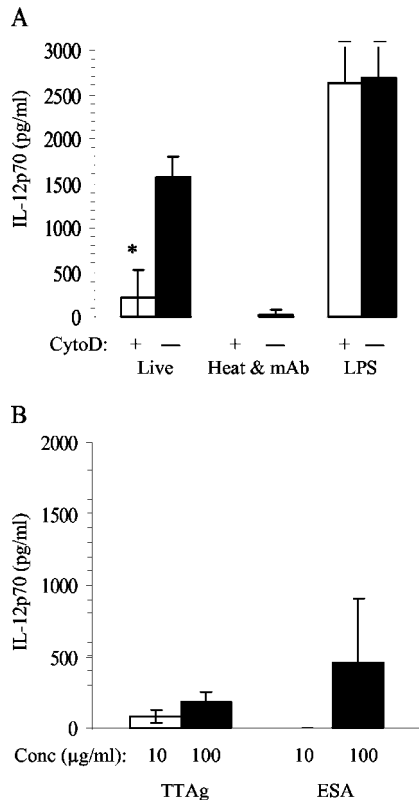 A
IL-12p70 (pg/ml)
3000
2500
2000
1500
1000
500
0
*
CytoD: + — + — + —
Live Heat & mAb LPS
B
IL-12p70 (pg/ml)
2000
1500
1000
500
0
Conc (µg/ml): 10 100 10 100
TTAg ESA